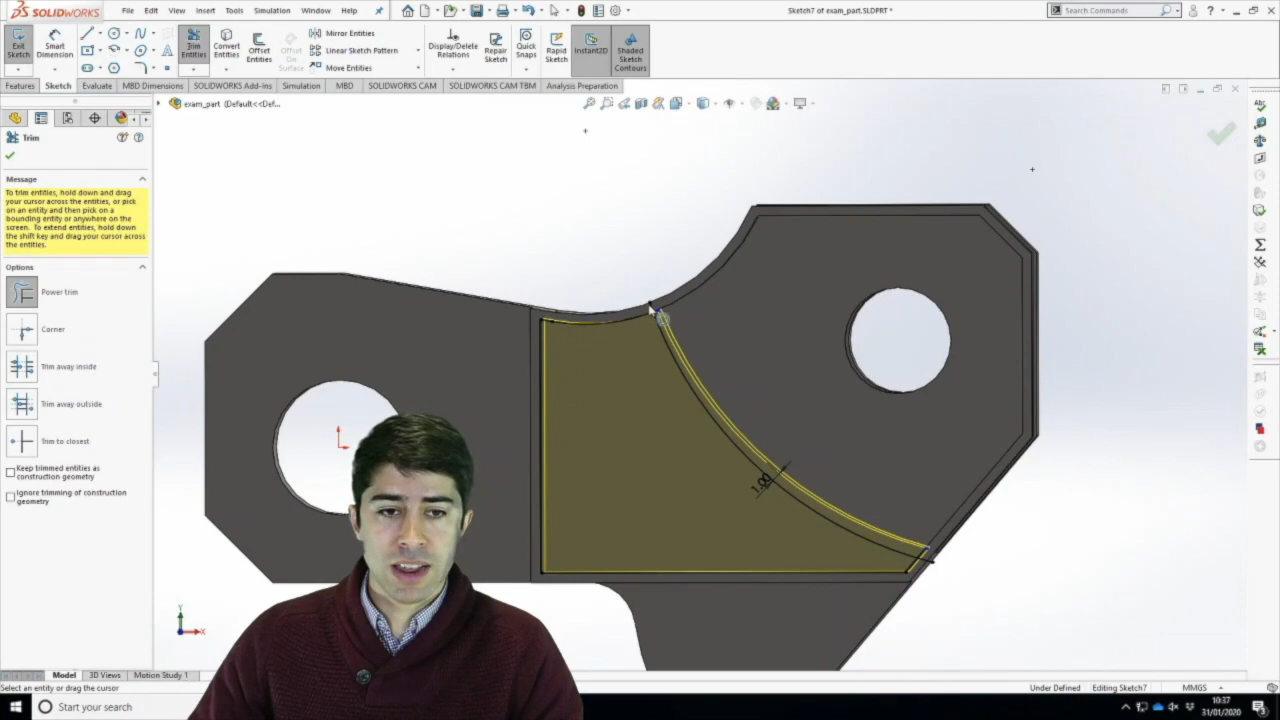 DS SOLIDWORKS File Edit View Insert Tools Simulation Window Help Sketch7 of exam_part.SLDPRT * Search Commands
Exit Sketch
Smart Dimension
Trim Entities
Convert Entities
Offset Entities
Offset On Surface
Mirror Entities
Linear Sketch Pattern
Move Entities
Display/Delete Relations
Repair Sketch
Quick Snaps
Rapid Sketch
Instant2D
Shaded Sketch Contours
Features Sketch Evaluate MBD Dimensions SOLIDWORKS Add-Ins Simulation MBD SOLIDWORKS CAM SOLIDWORKS CAM TBM Analysis Preparation
exam_part (Default<<Def...
Trim
Message
To trim entities, hold down and drag
your cursor across the entities, or pick
on an entity and then pick on a
bounding entity or anywhere on the
screen. To extend entities, hold down
the shift key and drag your cursor across
the entities.
Options
Power trim
Corner
Trim away inside
Trim away outside
Trim to closest
Keep trimmed entities as
construction geometry
Ignore trimming of construction
geometry
1.00
Y
X
Model 3D Views Motion Study 1
Select an entity or drag the cursor Under Defined Editing Sketch7 MMGS
Start your search
10:37
31/01/2020